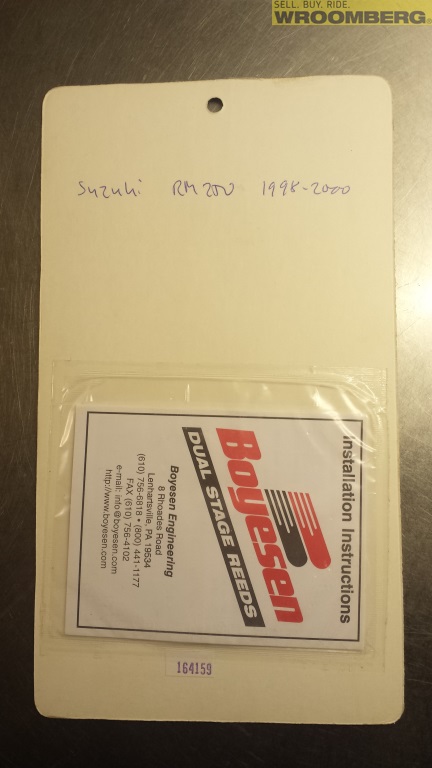 SELL. BUY. RIDE.
WROOMBERG®
Suzuki RM 250 1998-2000
Installation Instructions
Boyesen
DUAL STAGE REEDS
Boyesen Engineering
8 Rhoades Road
Lenhartsville, PA 19534
(610) 756-6818 • (800) 441-1177
FAX (610) 756-4102
e-mail: info@boyesen.com
http://www.boyesen.com
164159